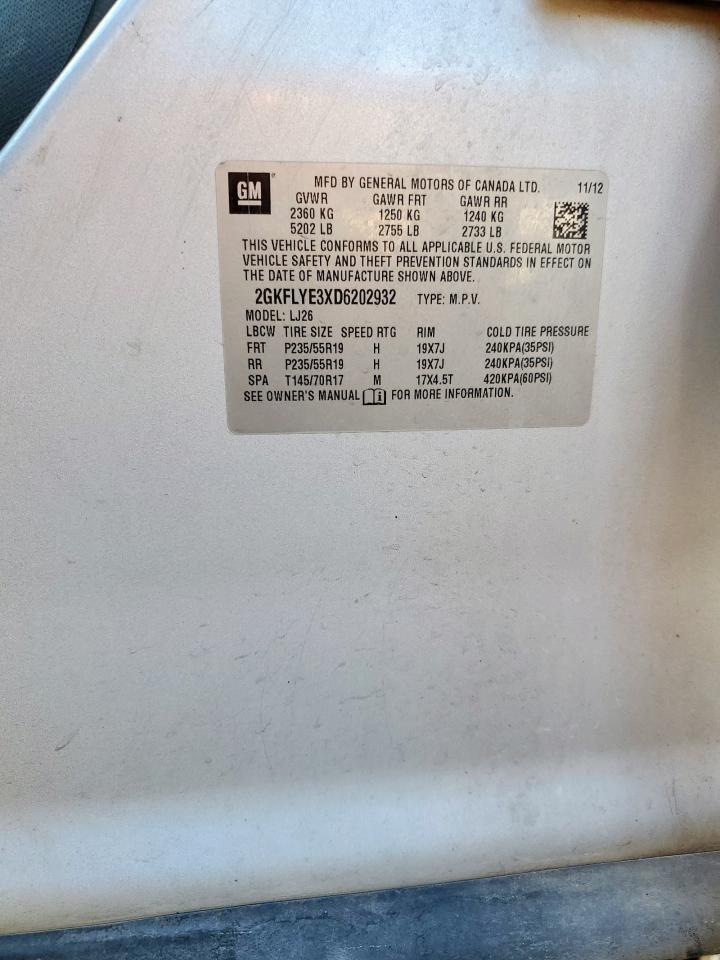 GM
MFD BY GENERAL MOTORS OF CANADA LTD. 11/12
GVWR GAWR FRT GAWR RR
2360 KG 1250 KG 1240 KG
5202 LB 2755 LB 2733 LB
THIS VEHICLE CONFORMS TO ALL APPLICABLE U.S. FEDERAL MOTOR
VEHICLE SAFETY AND THEFT PREVENTION STANDARDS IN EFFECT ON
THE DATE OF MANUFACTURE SHOWN ABOVE.
2GKFLYE3XD6202932 TYPE: M.P.V.
MODEL: LJ26
LBCW TIRE SIZE SPEED RTG RIM COLD TIRE PRESSURE
FRT P235/55R19 H 19X7J 240KPA(35PSI)
RR P235/55R19 H 19X7J 240KPA(35PSI)
SPA T145/70R17 M 17X4.5T 420KPA(60PSI)
SEE OWNER'S MANUAL FOR MORE INFORMATION.